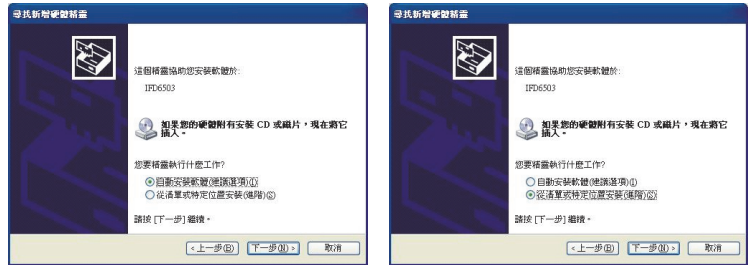 尋找新增硬體精靈
這個精靈協助您安裝軟體於:
IFD6503
如果您的硬體附有安裝 CD 或磁片，現在將它
插入。
您要精靈執行什麼工作?
自動安裝軟體(建議選項)(I)
從清單或特定位置安裝(進階)(S)
請按 [下一步] 繼續。
<上一步(B)
下一步(N)>
取消
尋找新增硬體精靈
這個精靈協助您安裝軟體於:
IFD6503
如果您的硬體附有安裝 CD 或磁片，現在將它
插入。
您要精靈執行什麼工作?
自動安裝軟體(建議選項)(I)
從清單或特定位置安裝(進階)(S)
請按 [下一步] 繼續。
<上一步(B)
下一步(N)>
取消